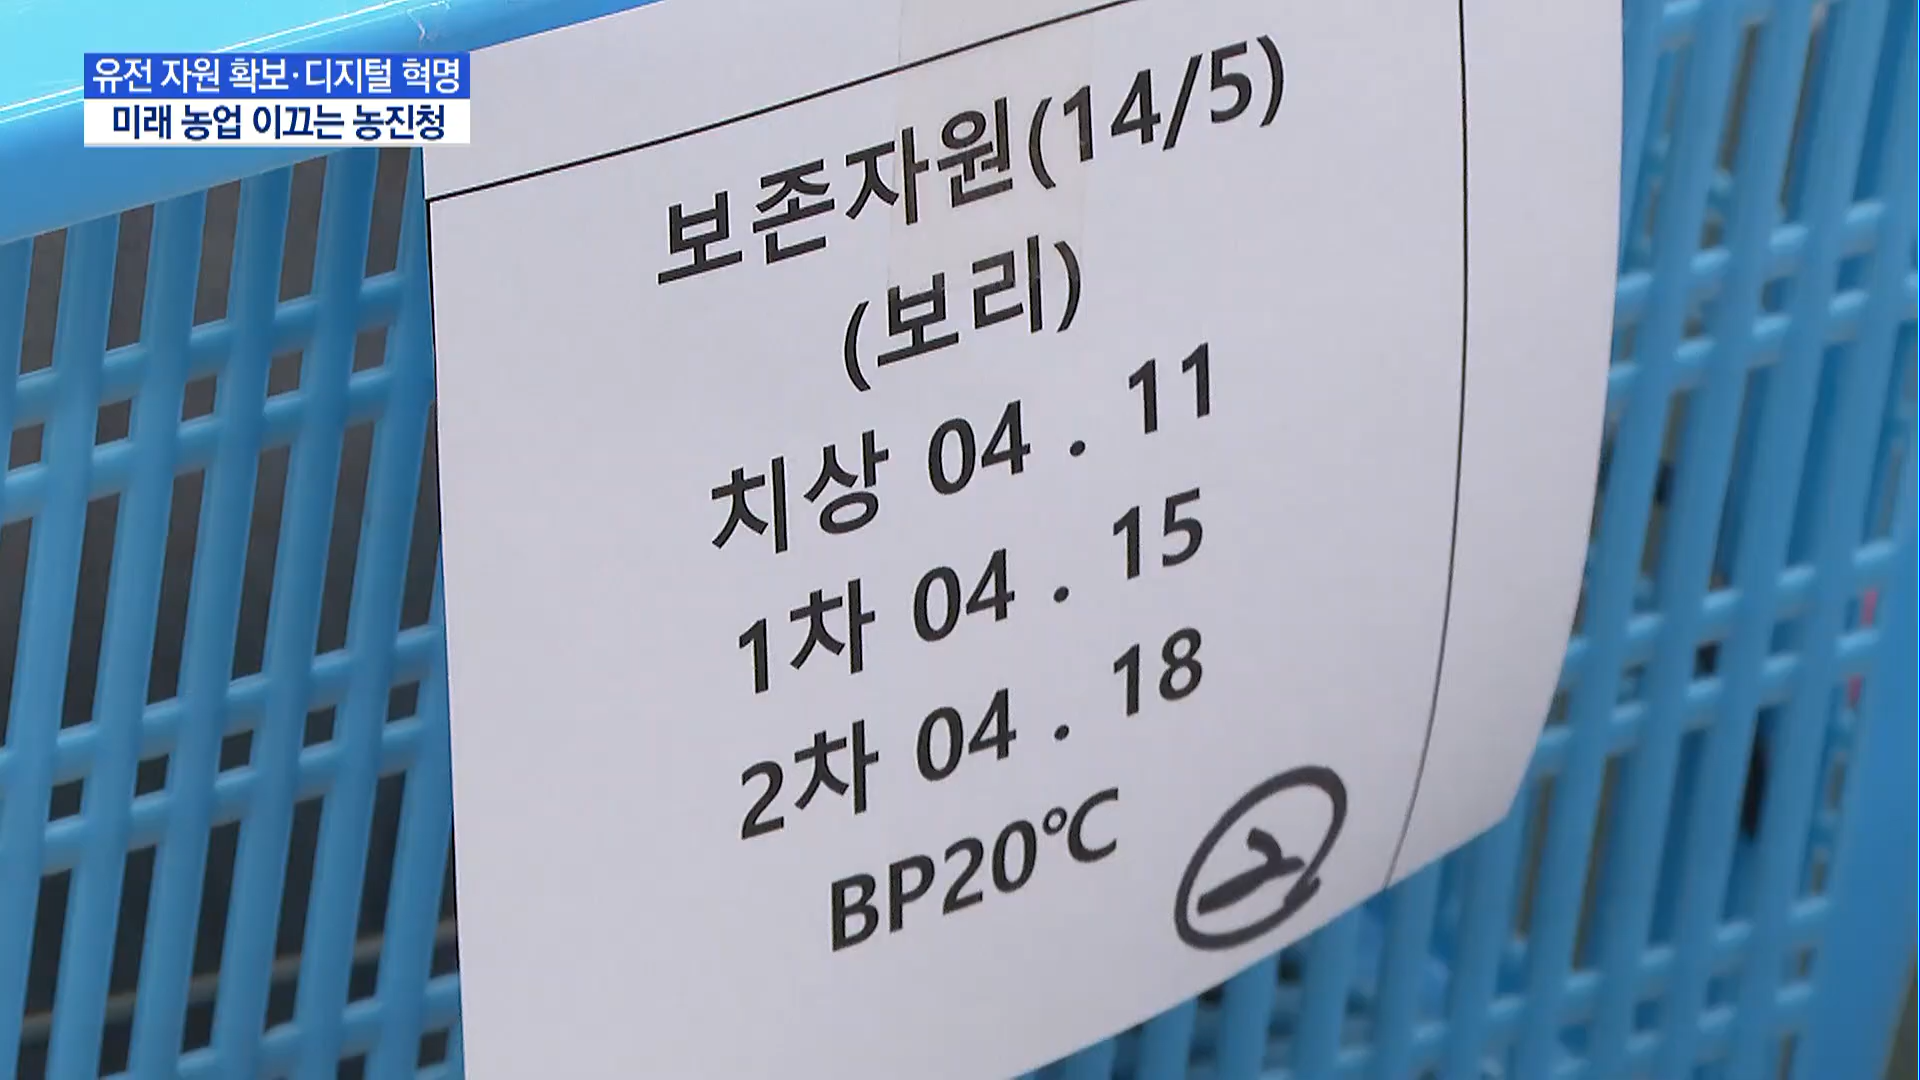 유전 자원 확보·디지털 혁명
미래 농업 이끄는 농진청
보존자원(14/5)
(보리)
치상 04 . 11
1차 04 . 15
2차 04 . 18
BP20℃
2